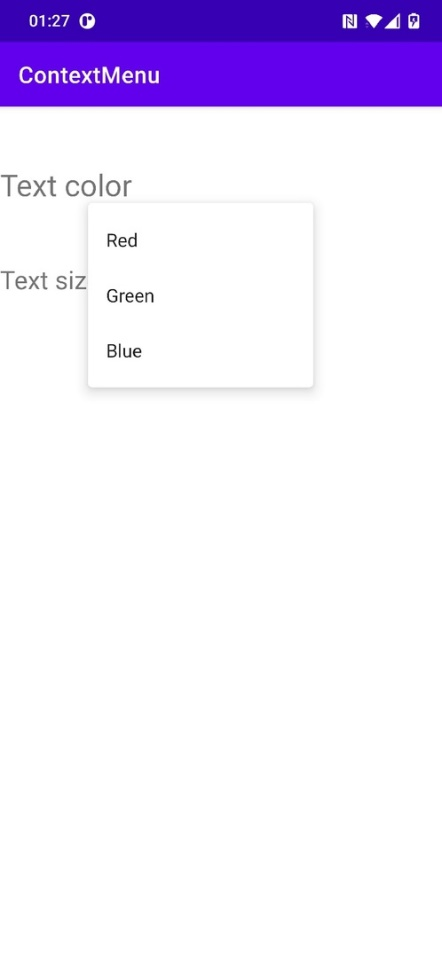 01:27
ContextMenu
Text color
Red
Text siz
Green
Blue